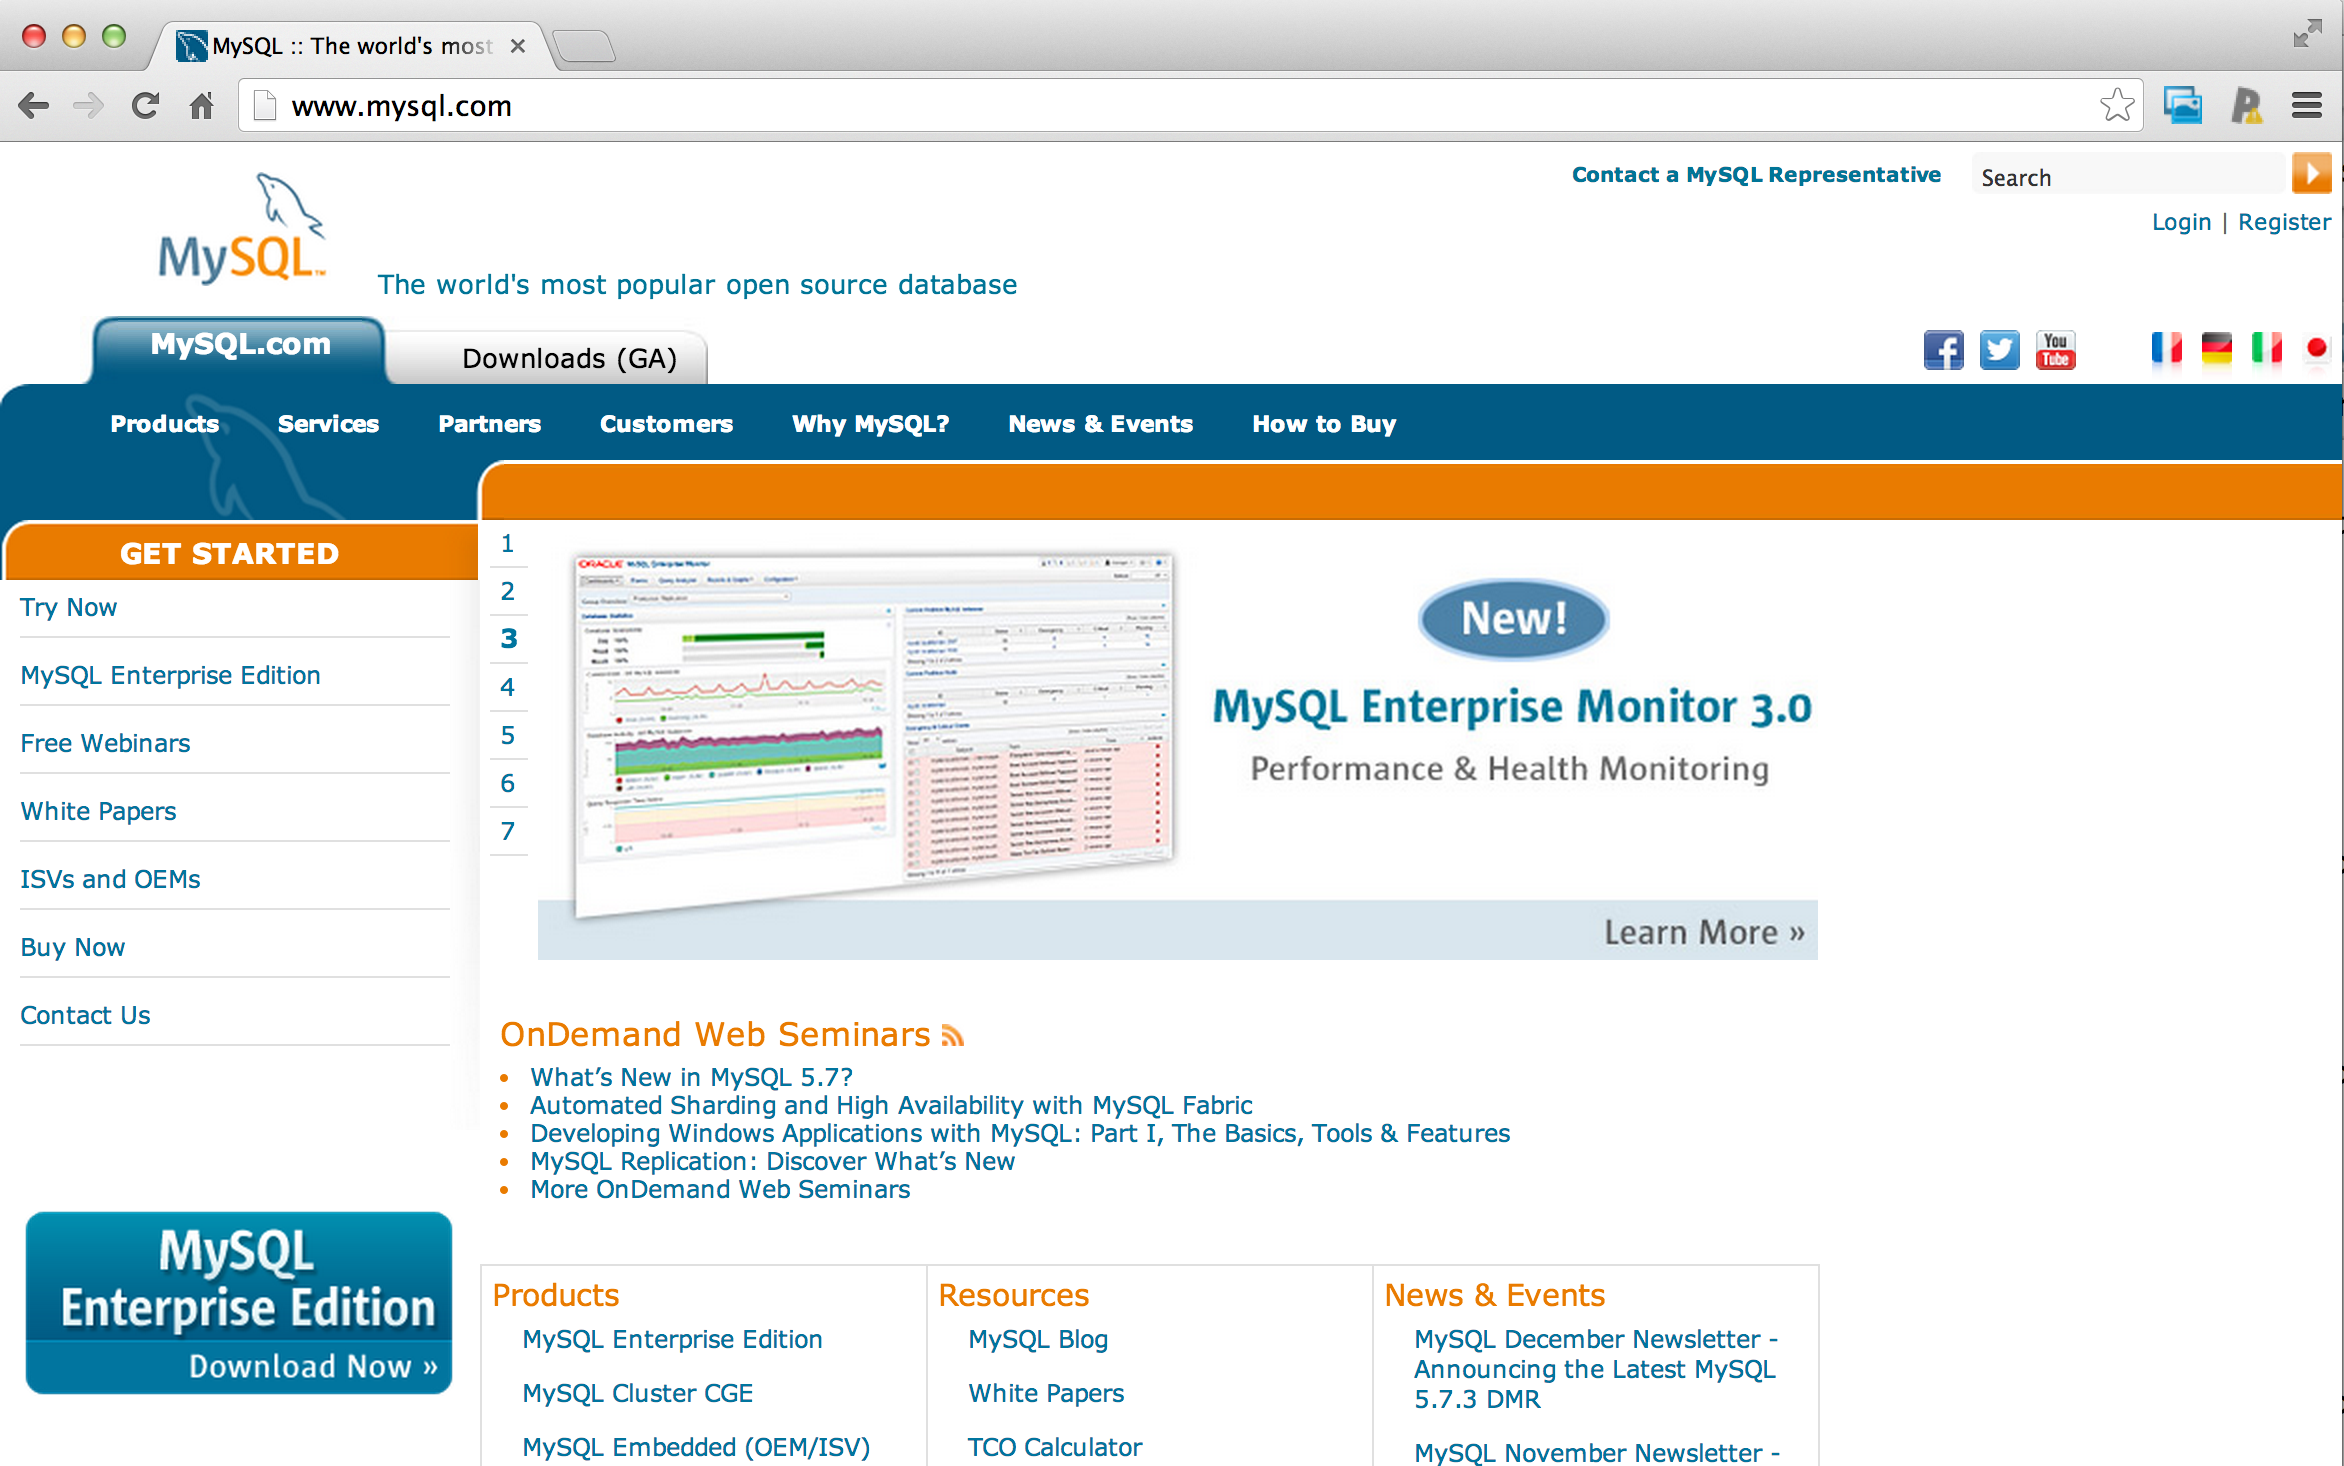 MySQL :: The world's most
www.mysql.com
Contact a MySQL Representative
Search
Login | Register
MySQL™
The world's most popular open source database
MySQL.com
Downloads (GA)
You
Tube
Products
Services
Partners
Customers
Why MySQL?
News & Events
How to Buy
GET STARTED
Try Now
MySQL Enterprise Edition
Free Webinars
White Papers
ISVs and OEMs
Buy Now
Contact Us
MySQL
Enterprise Edition
Download Now »
1
2
3
4
5
6
7
ORACLE MySQL Enterprise Monitor
New!
MySQL Enterprise Monitor 3.0
Performance & Health Monitoring
Learn More »
OnDemand Web Seminars
• What’s New in MySQL 5.7?
• Automated Sharding and High Availability with MySQL Fabric
• Developing Windows Applications with MySQL: Part I, The Basics, Tools & Features
• MySQL Replication: Discover What’s New
• More OnDemand Web Seminars
Products
MySQL Enterprise Edition
MySQL Cluster CGE
MySQL Embedded (OEM/ISV)
Resources
MySQL Blog
White Papers
TCO Calculator
News & Events
MySQL December Newsletter -
Announcing the Latest MySQL
5.7.3 DMR
MySQL November Newsletter -